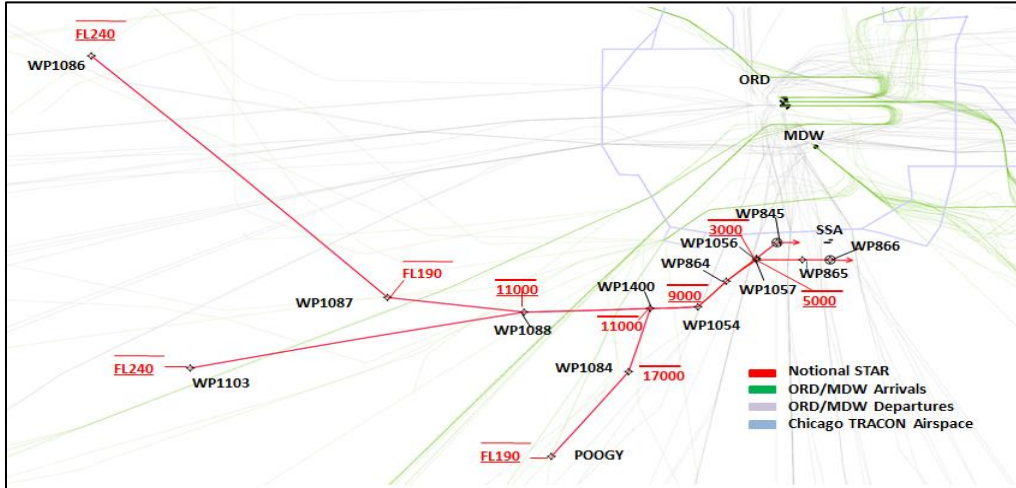 FL240
WP1086
ORD
MDW
WP845
SSA
3000
WP1056
WP866
WP864
WP865
WP1057
5000
FL190
WP1087
11000
WP1400
9000
WP1088
11000
WP1054
FL240
WP1103
WP1084
17000
FL190
POOGY
Notional STAR
ORD/MDW Arrivals
ORD/MDW Departures
Chicago TRACON Airspace